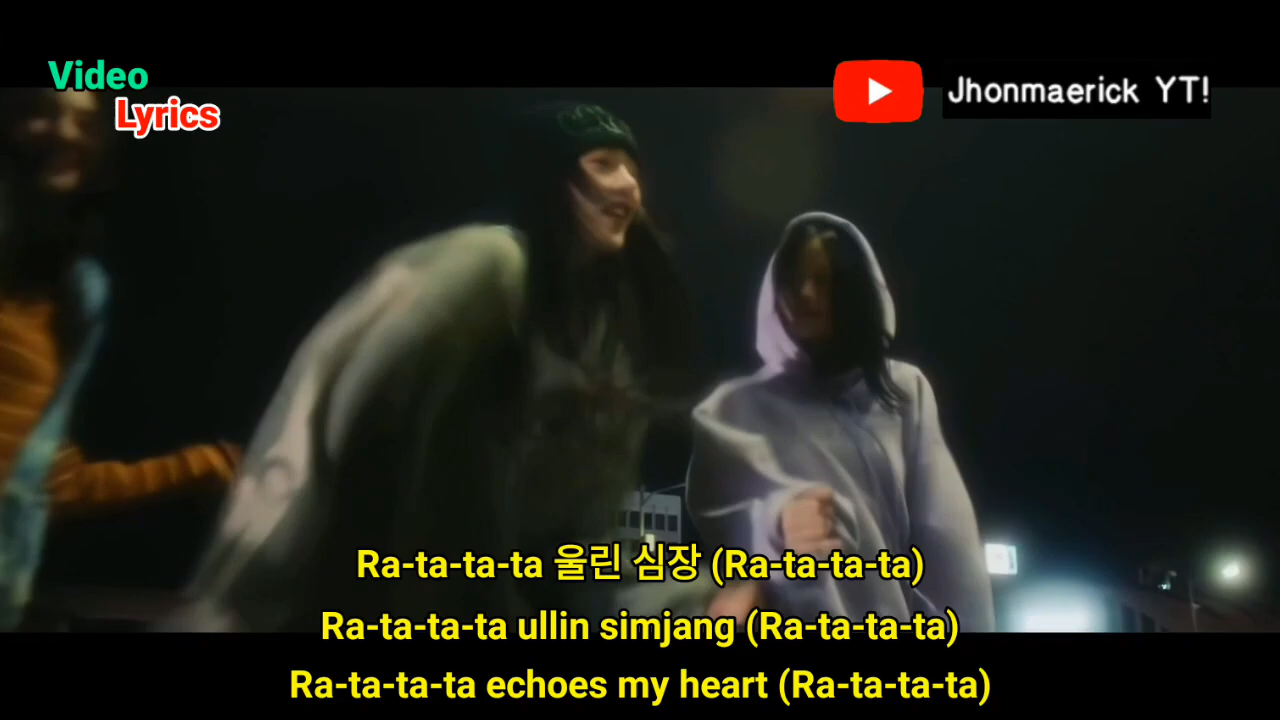 Video
Lyrics
Jhonmaerick YT!
Ra-ta-ta-ta 울린 심장 (Ra-ta-ta-ta)
Ra-ta-ta-ta ullin simjang (Ra-ta-ta-ta)
Ra-ta-ta-ta echoes my heart (Ra-ta-ta-ta)